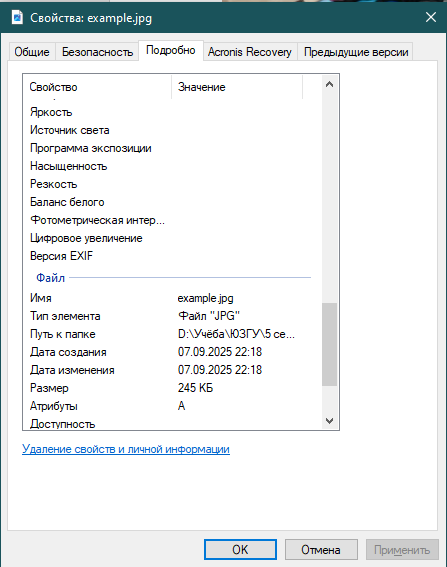 Свойства: example.jpg
Общие Безопасность Подробно Acronis Recovery Предыдущие версии
Свойство Значение
Яркость
Источник света
Программа экспозиции
Насыщенность
Резкость
Баланс белого
Фотометрическая интер...
Цифровое увеличение
Версия EXIF
Файл
Имя example.jpg
Тип элемента Файл "JPG"
Путь к папке D:\Учёба\ЮЗГУ\5 се...
Дата создания 07.09.2025 22:18
Дата изменения 07.09.2025 22:18
Размер 245 КБ
Атрибуты A
Доступность
Удаление свойств и личной информации
OK Отмена Применить